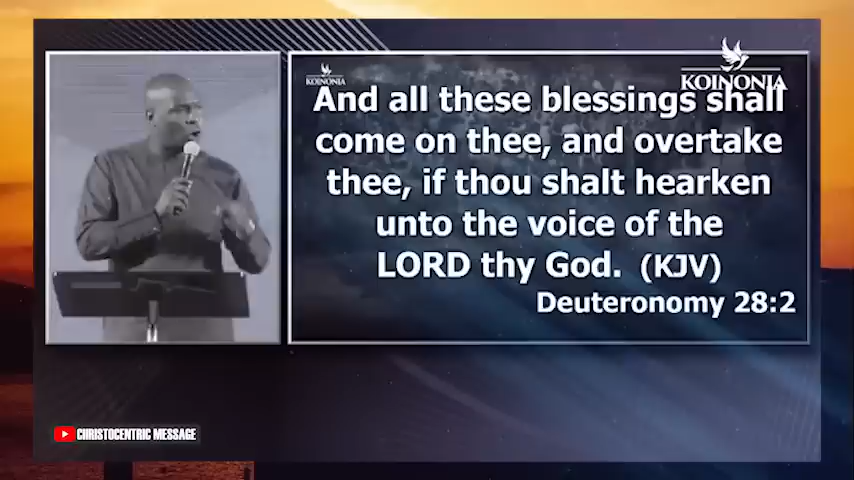 KOINONIA
KOINONIA
And all these blessings shall
come on thee, and overtake
thee, if thou shalt hearken
unto the voice of the
LORD thy God. (KJV)
Deuteronomy 28:2
CHRISTOCENTRIC MESSAGE